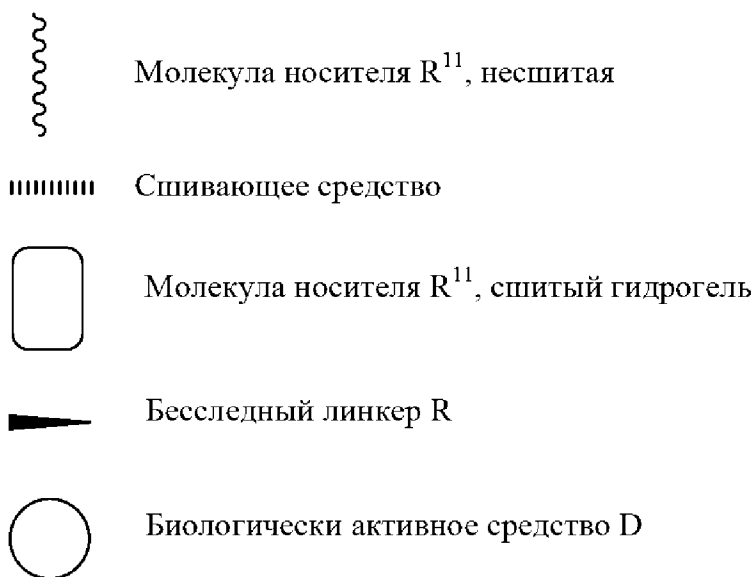 Молекула носителя R¹¹, несшитая
Сшивающее средство
Молекула носителя R¹¹, сшитый гидрогель
Бесследный линкер R
Биологически активное средство D